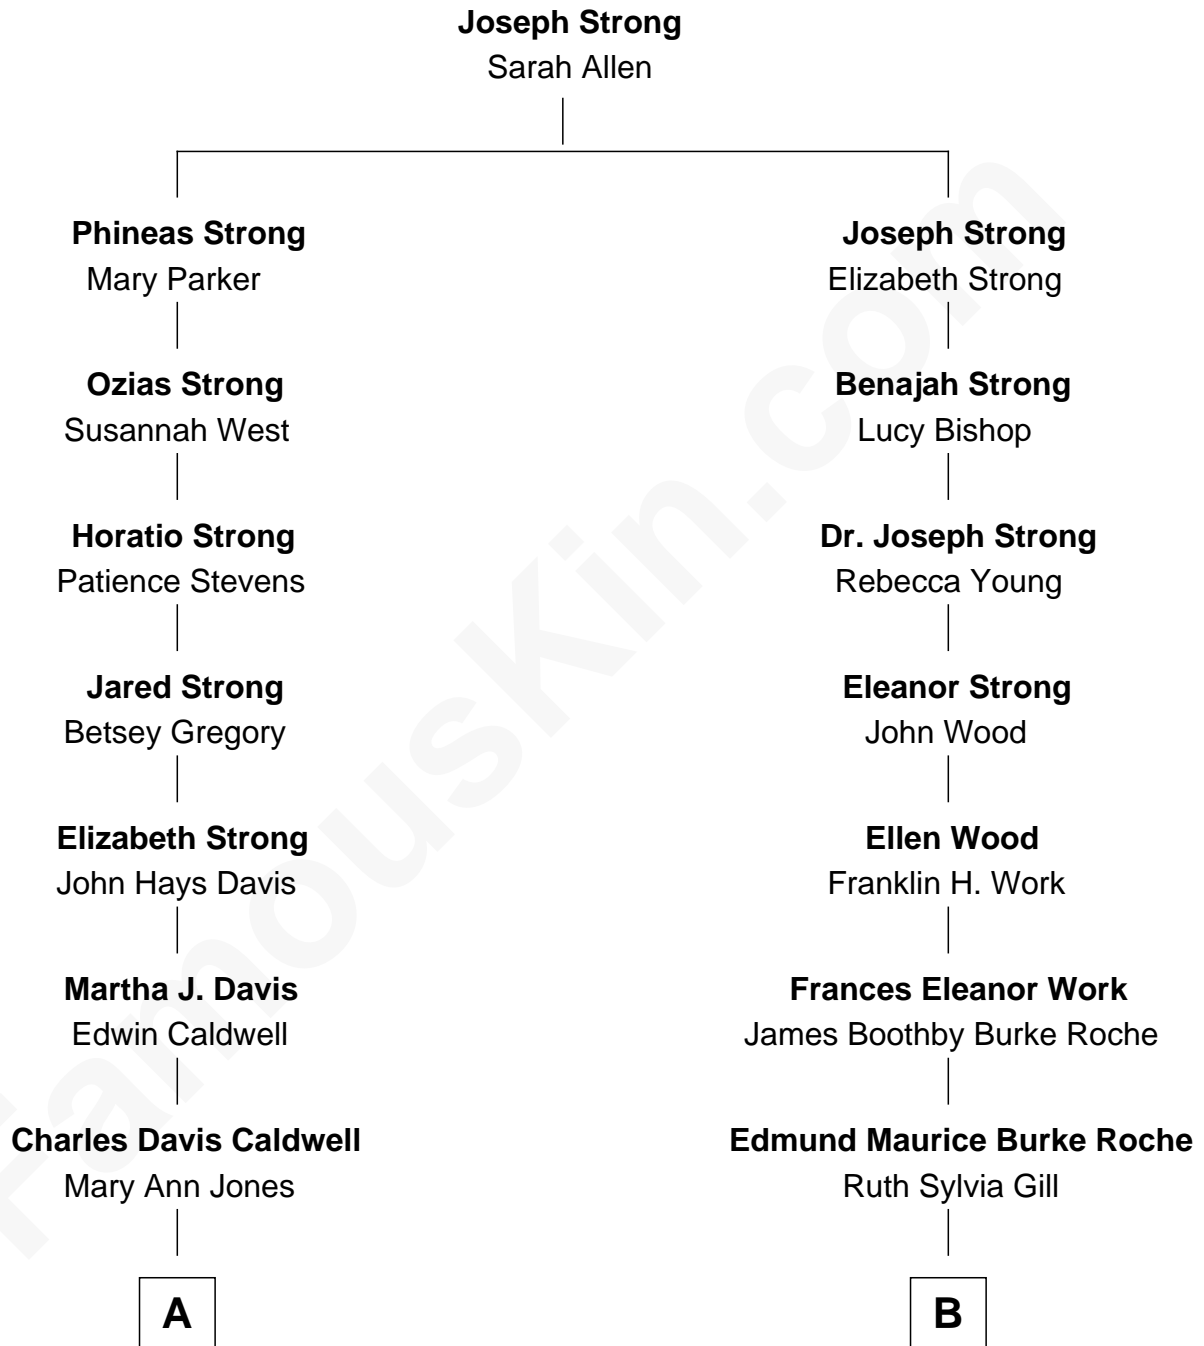 Joseph Strong
Sarah Allen
Phineas Strong
Mary Parker
Joseph Strong
Elizabeth Strong
Ozias Strong
Susannah West
Benajah Strong
Lucy Bishop
Horatio Strong
Patience Stevens
Dr. Joseph Strong
Rebecca Young
Jared Strong
Betsey Gregory
Eleanor Strong
John Wood
Elizabeth Strong
John Hays Davis
Ellen Wood
Franklin H. Work
Martha J. Davis
Edwin Caldwell
Frances Eleanor Work
James Boothby Burke Roche
Charles Davis Caldwell
Mary Ann Jones
Edmund Maurice Burke Roche
Ruth Sylvia Gill
A
B
FamousKin.com